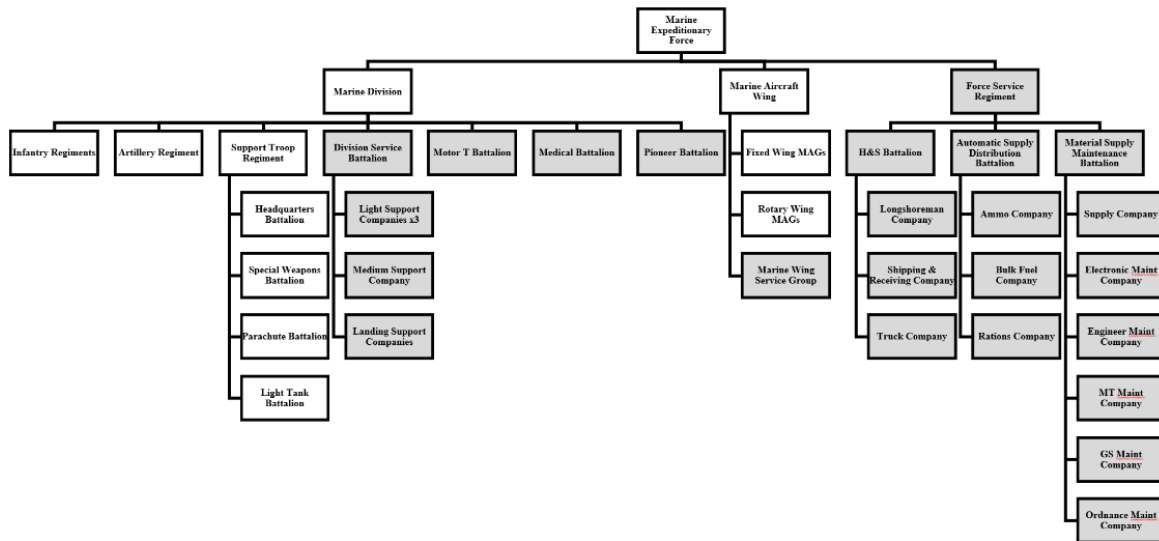 Marine
Expeditionary
Force
Marine Division
Marine Aircraft
Wing
Force Service
Regiment
Infantry Regiments
Artillery Regiment
Support Troop
Regiment
Division Service
Battalion
Motor T Battalion
Medical Battalion
Pioneer Battalion
Fixed Wing MAGs
H&S Battalion
Automatic Supply
Distribution
Battalion
Material Supply
Maintenance
Battalion
Headquarters
Battalion
Light Support
Companies x3
Rotary Wing
MAGs
Longshoreman
Company
Ammo Company
Supply Company
Special Weapons
Battalion
Medium Support
Company
Marine Wing
Service Group
Shipping &
Receiving Company
Bulk Fuel
Company
Electronic Maint
Company
Parachute Battalion
Landing Support
Companies
Truck Company
Rations Company
Engineer Maint
Company
Light Tank
Battalion
MT Maint
Company
GS Maint
Company
Ordnance Maint
Company